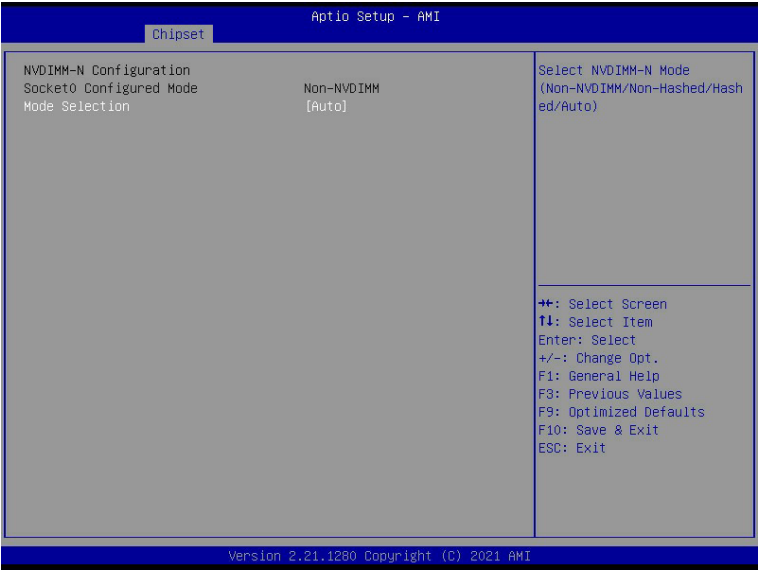 Aptio Setup – AMI
Chipset
NVDIMM-N Configuration
Socket0 Configured Mode Non-NVDIMM
Mode Selection [Auto]
Select NVDIMM-N Mode
(Non-NVDIMM/Non-Hashed/Hash
ed/Auto)
→←: Select Screen
↑↓: Select Item
Enter: Select
+/-: Change Opt.
F1: General Help
F3: Previous Values
F9: Optimized Defaults
F10: Save & Exit
ESC: Exit
Version 2.21.1280 Copyright (C) 2021 AMI